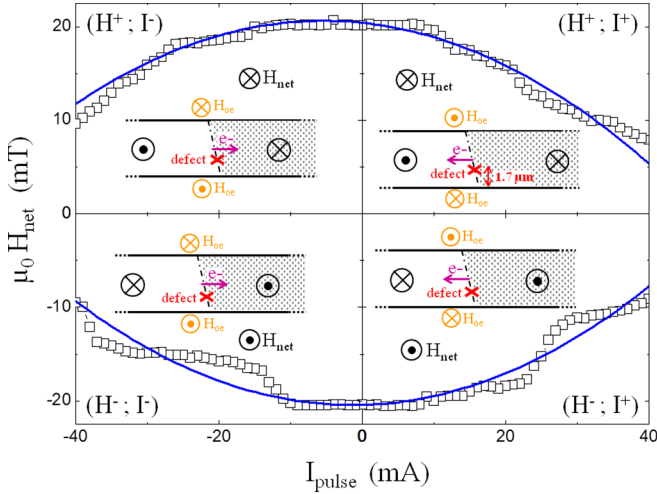 (H⁺ ; I⁻)
(H⁺ ; I⁺)
H_net
H_net
H_oe
H_oe
e-
defect
e-
defect
1.7 µm
H_oe
H_oe
H_oe
H_oe
e-
defect
e-
defect
H_oe
H_oe
H_net
H_net
(H⁻ ; I⁻)
(H⁻ ; I⁺)
20
10
0
-10
-20
µ₀ H_net (mT)
-40
-20
0
20
40
I_pulse (mA)